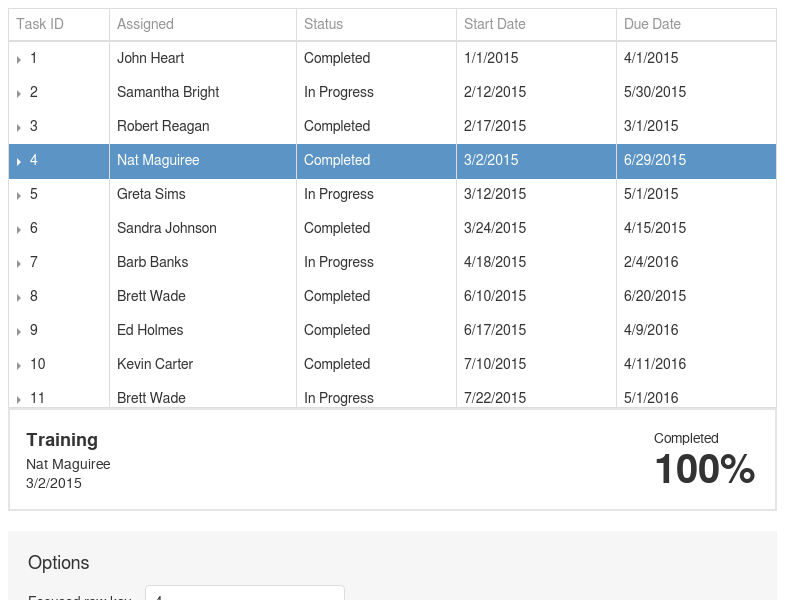 Task ID Assigned Status Start Date Due Date
1 John Heart Completed 1/1/2015 4/1/2015
2 Samantha Bright In Progress 2/12/2015 5/30/2015
3 Robert Reagan Completed 2/17/2015 3/1/2015
4 Nat Maguiree Completed 3/2/2015 6/29/2015
5 Greta Sims In Progress 3/12/2015 5/1/2015
6 Sandra Johnson Completed 3/24/2015 4/15/2015
7 Barb Banks In Progress 4/18/2015 2/4/2016
8 Brett Wade Completed 6/10/2015 6/20/2015
9 Ed Holmes Completed 6/17/2015 4/9/2016
10 Kevin Carter Completed 7/10/2015 4/11/2016
11 Brett Wade In Progress 7/22/2015 5/1/2016
Training
Nat Maguiree
3/2/2015
Completed
100%
Options
Focused row key 4